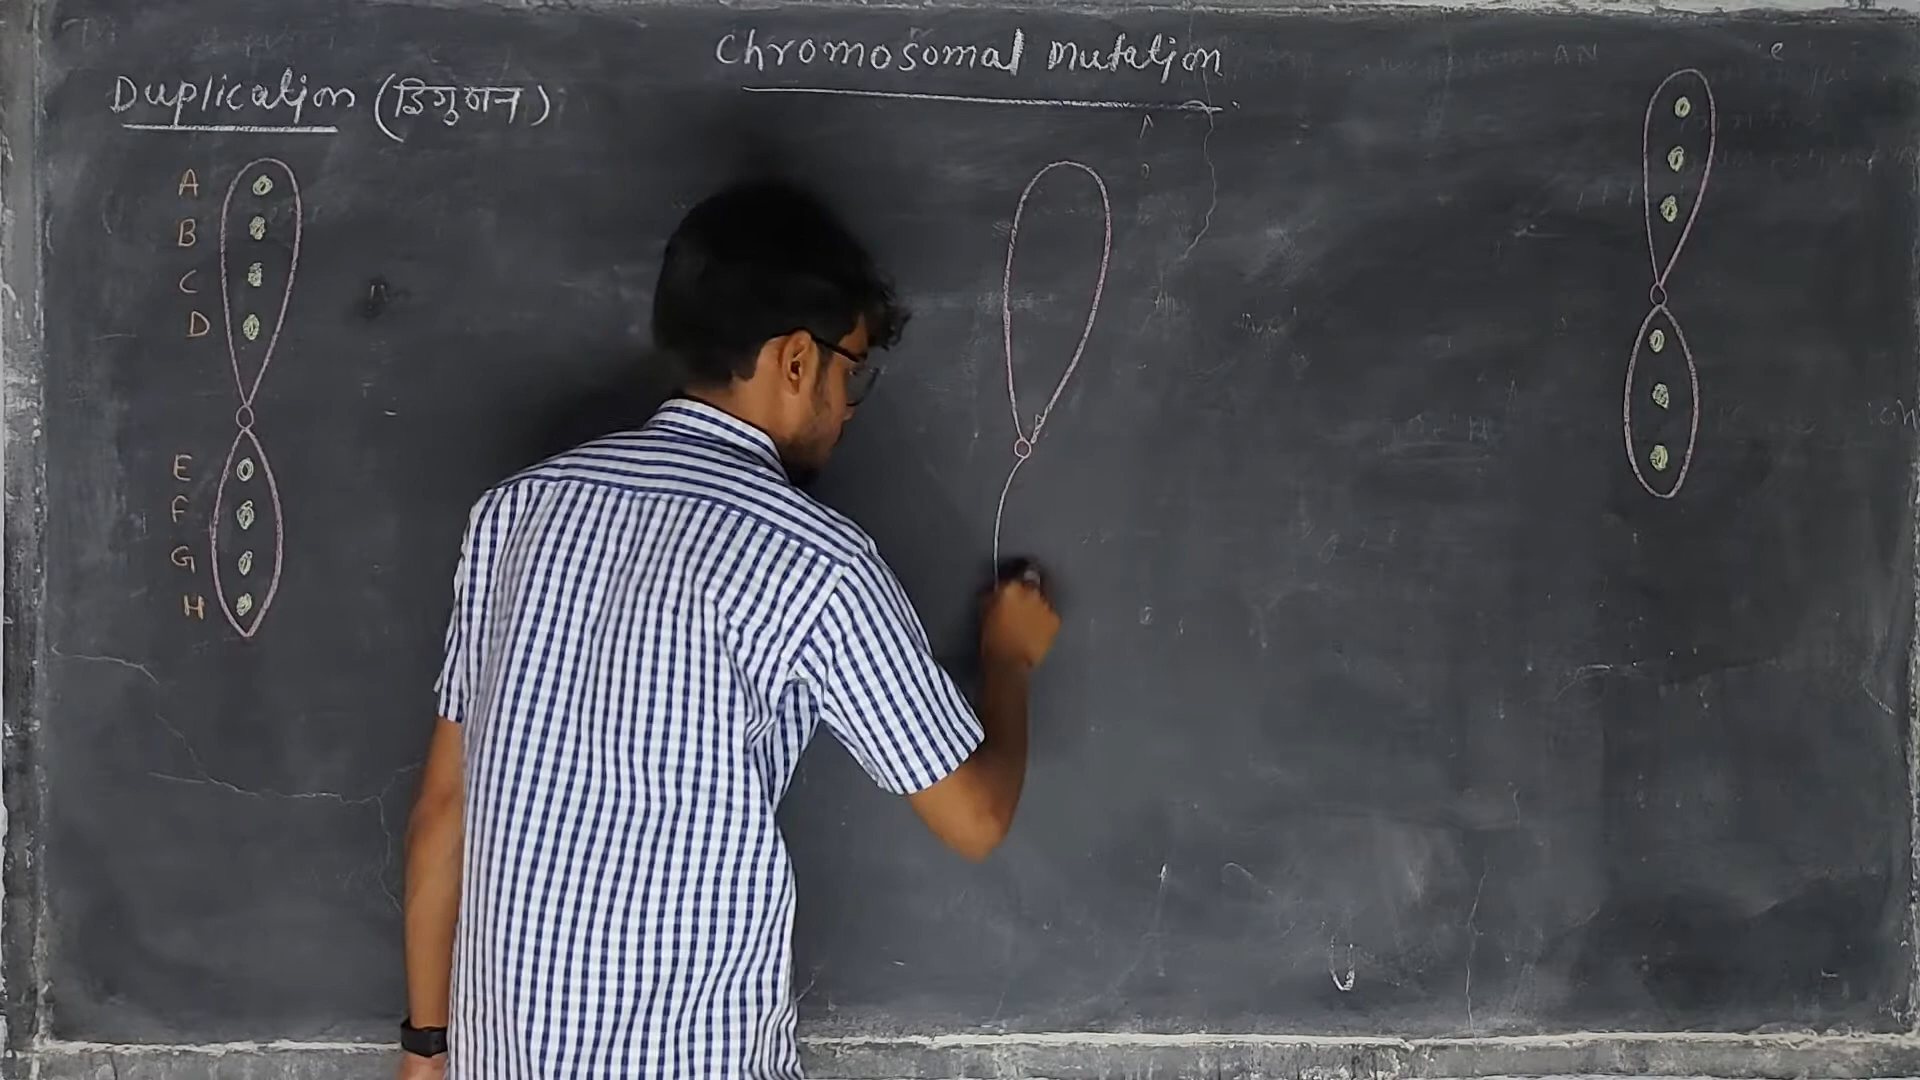 Chromosomal Mutation
Duplication (द्विगुणन)
A
B
C
D
E
F
G
H